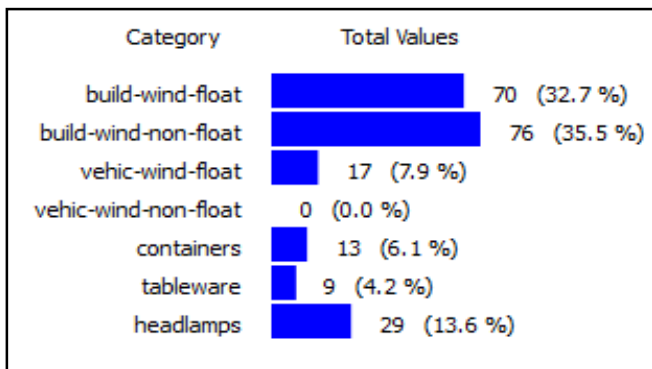 Category Total Values
build-wind-float 70 (32.7 %)
build-wind-non-float 76 (35.5 %)
vehic-wind-float 17 (7.9 %)
vehic-wind-non-float 0 (0.0 %)
containers 13 (6.1 %)
tableware 9 (4.2 %)
headlamps 29 (13.6 %)